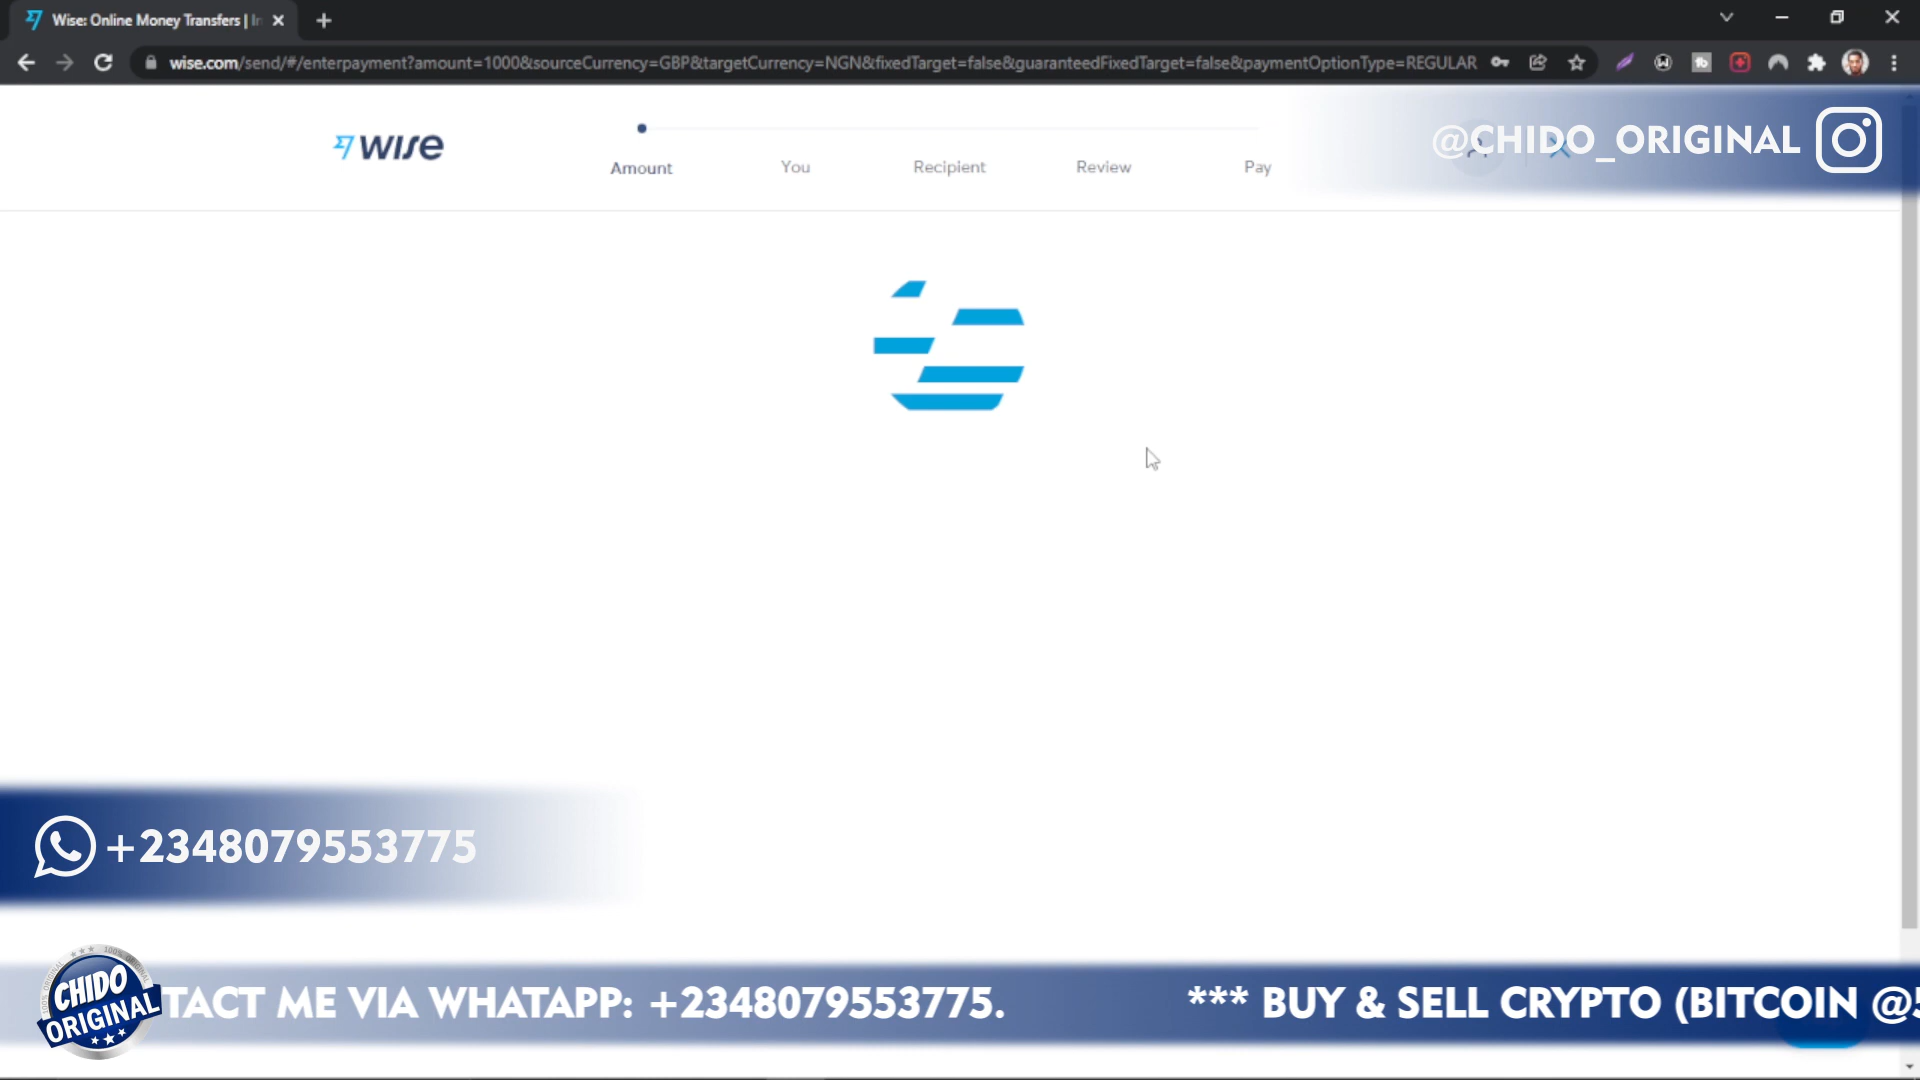 Wise: Online Money Transfers | In
wise.com/send/#/enterpayment?amount=1000&sourceCurrency=GBP&targetCurrency=NGN&fixedTarget=false&guaranteedFixedTarget=false&paymentOptionType=REGULAR
WISE
Amount
You
Recipient
Review
Pay
@CHIDO_ORIGINAL
+2348079553775
CHIDO
ORIGINAL
TACT ME VIA WHATAPP: +2348079553775. *** BUY & SELL CRYPTO (BITCOIN @5